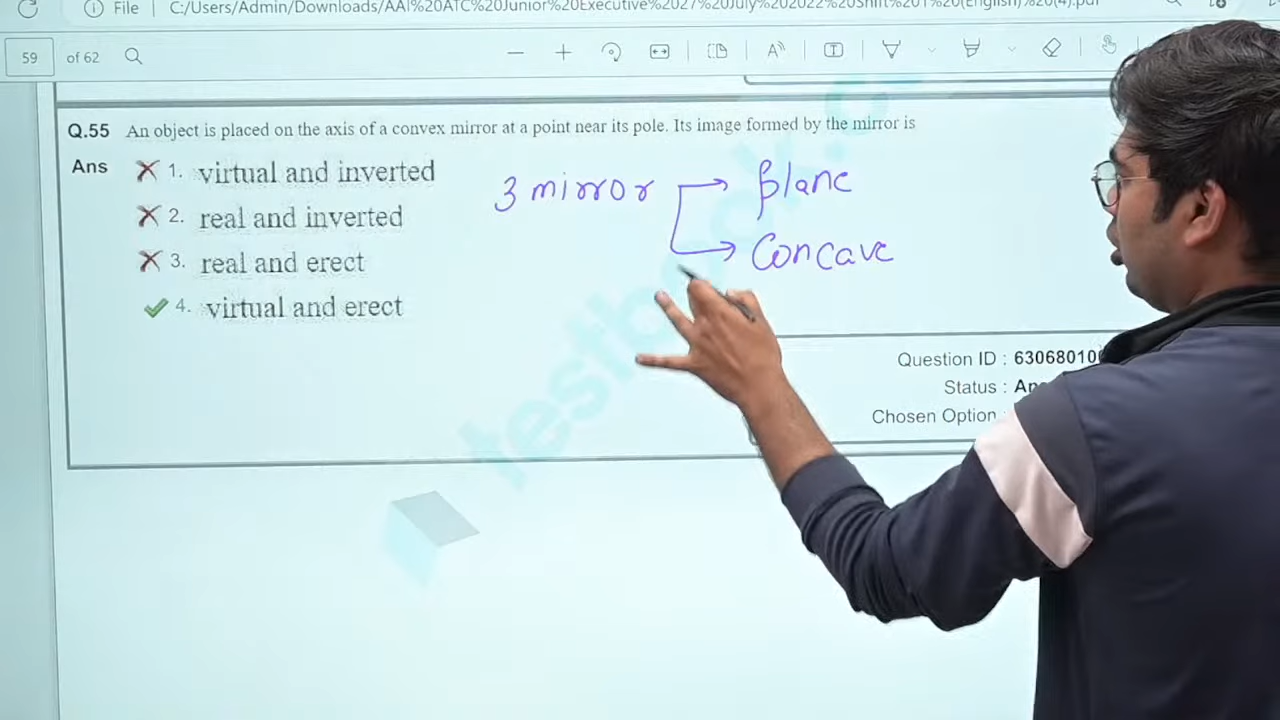 File C:/Users/Admin/Downloads/AAI%20ATC%20Junior%20Executive%2027%20July%202022%20Shift%201%20(English)%20(4).pdf
59 of 62
Q.55 An object is placed on the axis of a convex mirror at a point near its pole. Its image formed by the mirror is
Ans 1. virtual and inverted
2. real and inverted
3. real and erect
4. virtual and erect
3 mirror → plane
→ Concave
Question ID : 630680100
Status :
Chosen Option
testbook